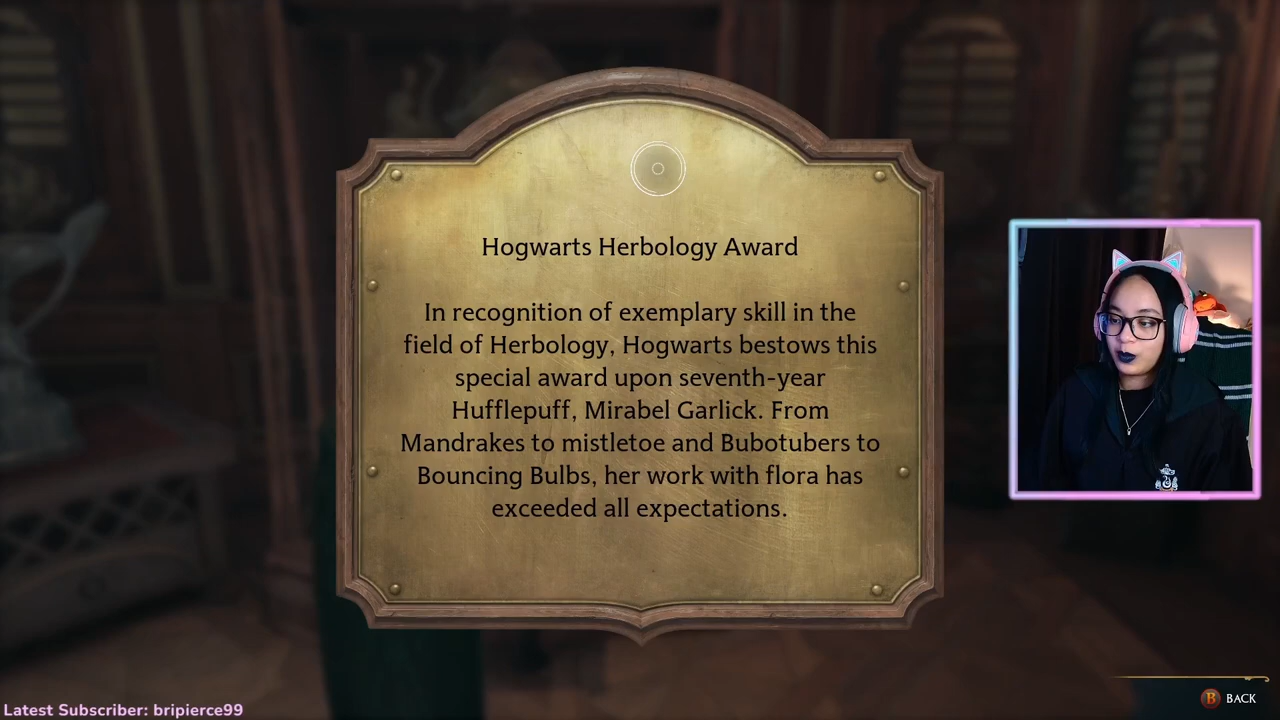 Hogwarts Herbology Award
In recognition of exemplary skill in the
field of Herbology, Hogwarts bestows this
special award upon seventh-year
Hufflepuff, Mirabel Garlick. From
Mandrakes to mistletoe and Bubotubers to
Bouncing Bulbs, her work with flora has
exceeded all expectations.
Latest Subscriber: bripierce99
B BACK